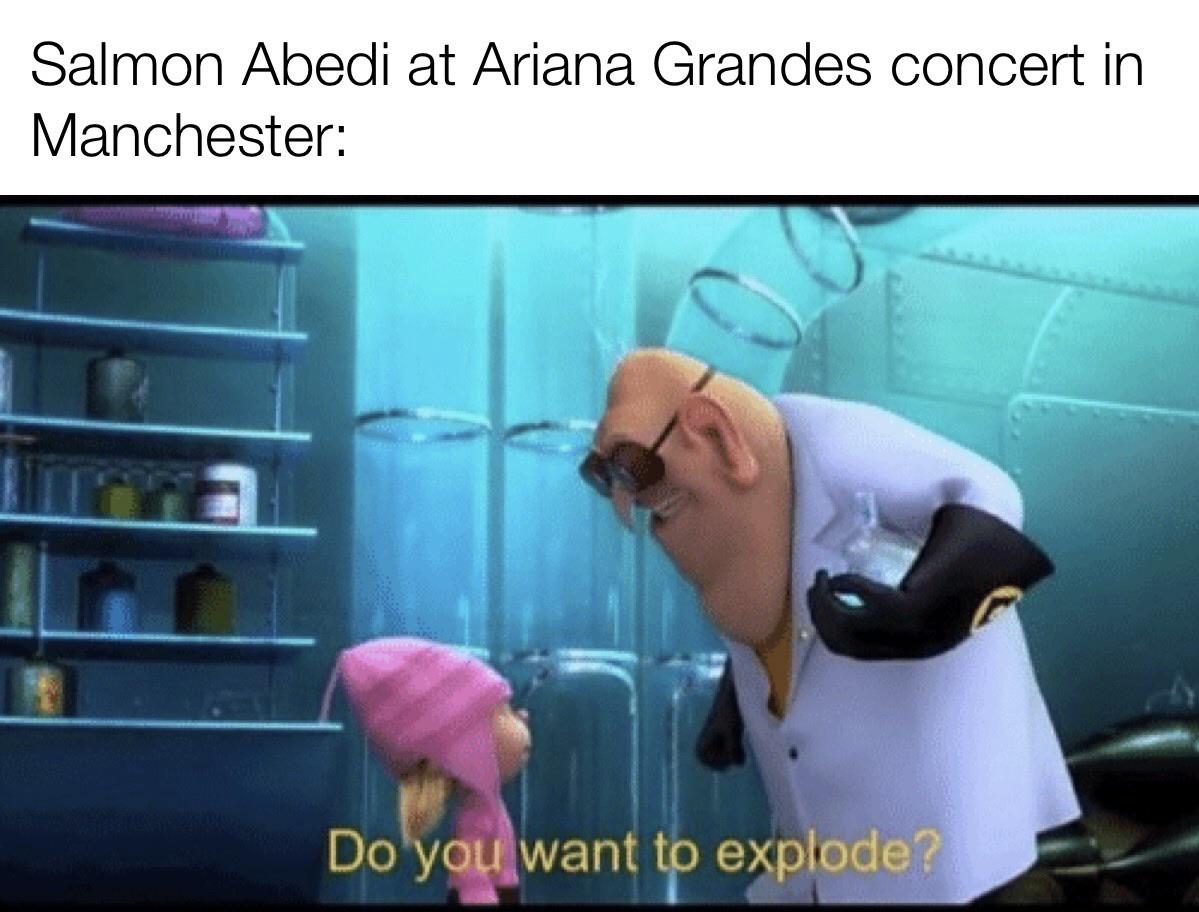 Salmon Abedi at Ariana Grandes concert in
Manchester:
Do you want to explode?